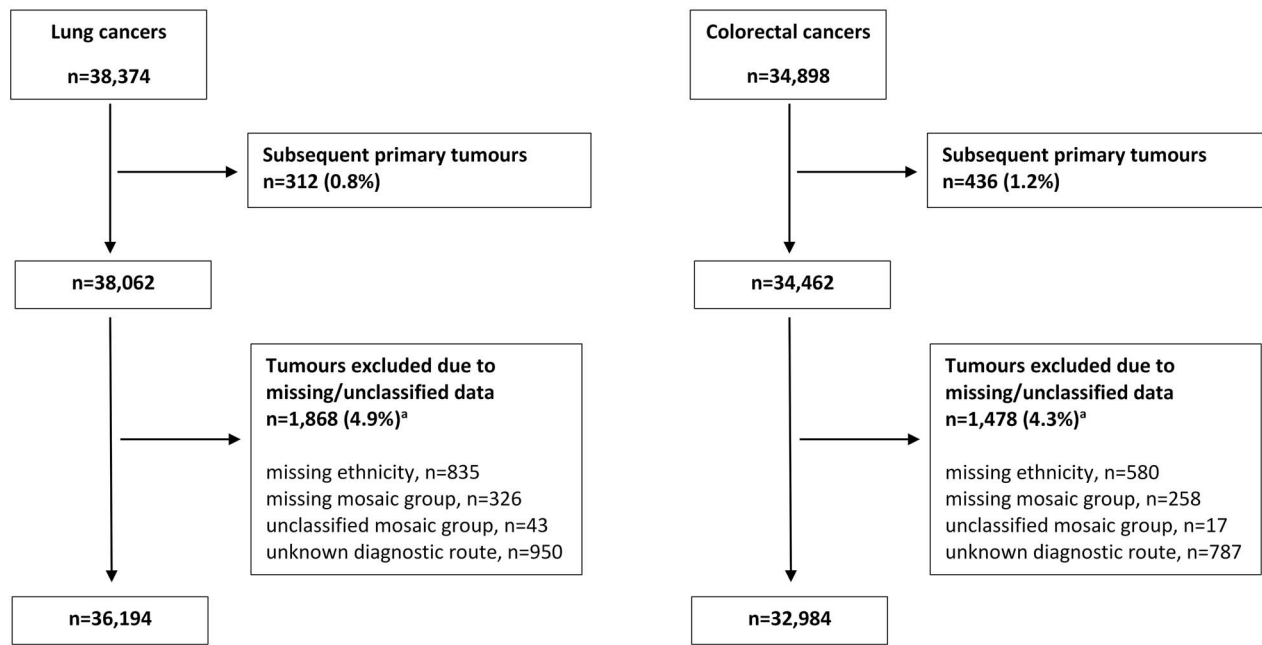 Lung cancers
n=38,374
Subsequent primary tumours
n=312 (0.8%)
n=38,062
Tumours excluded due to
missing/unclassified data
n=1,868 (4.9%)ᵃ
missing ethnicity, n=835
missing mosaic group, n=326
unclassified mosaic group, n=43
unknown diagnostic route, n=950
n=36,194
Colorectal cancers
n=34,898
Subsequent primary tumours
n=436 (1.2%)
n=34,462
Tumours excluded due to
missing/unclassified data
n=1,478 (4.3%)ᵃ
missing ethnicity, n=580
missing mosaic group, n=258
unclassified mosaic group, n=17
unknown diagnostic route, n=787
n=32,984